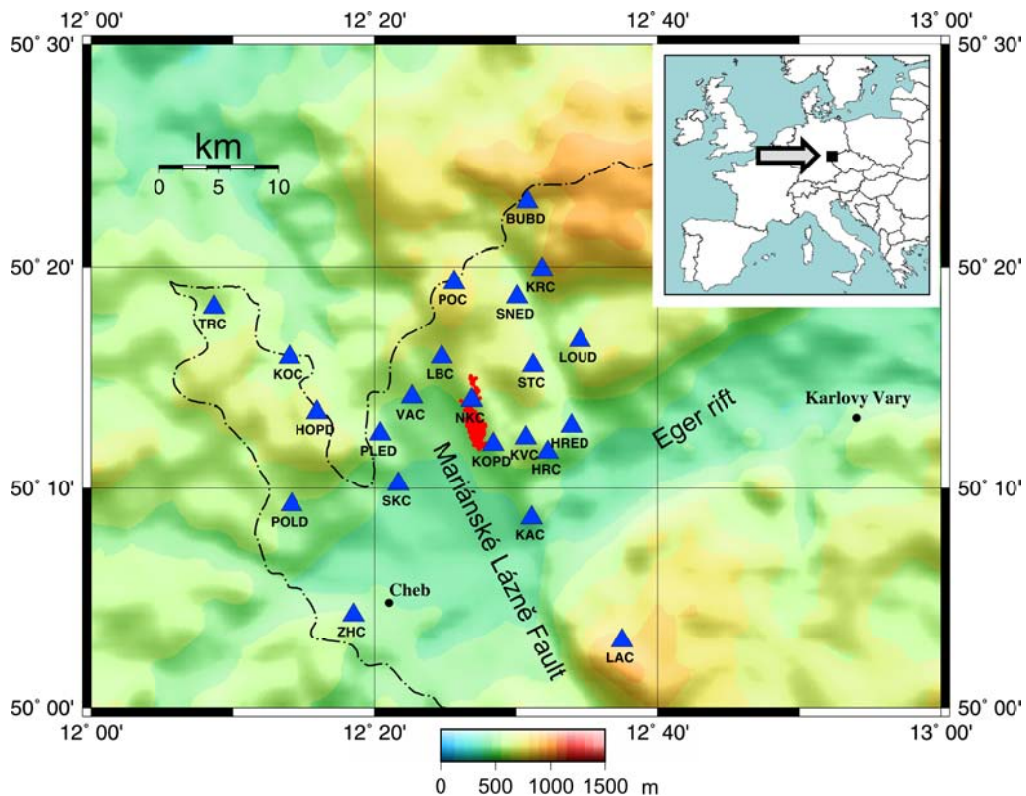 12° 00'
12° 20'
12° 40'
13° 00'
50° 30'
50° 30'
km
0
5
10
BUBD
50° 20'
50° 20'
KRC
POC
SNED
TRC
LOUD
KOC
LBC
STC
VAC
NKC
HOPD
Karlovy Vary
Eger rift
PLED
HRED
KVC
KOPD
HRC
Mariánské Lázně Fault
50° 10'
50° 10'
SKC
POLD
KAC
Cheb
ZHC
LAC
50° 00'
50° 00'
12° 00'
12° 20'
12° 40'
13° 00'
0
500
1000
1500
m